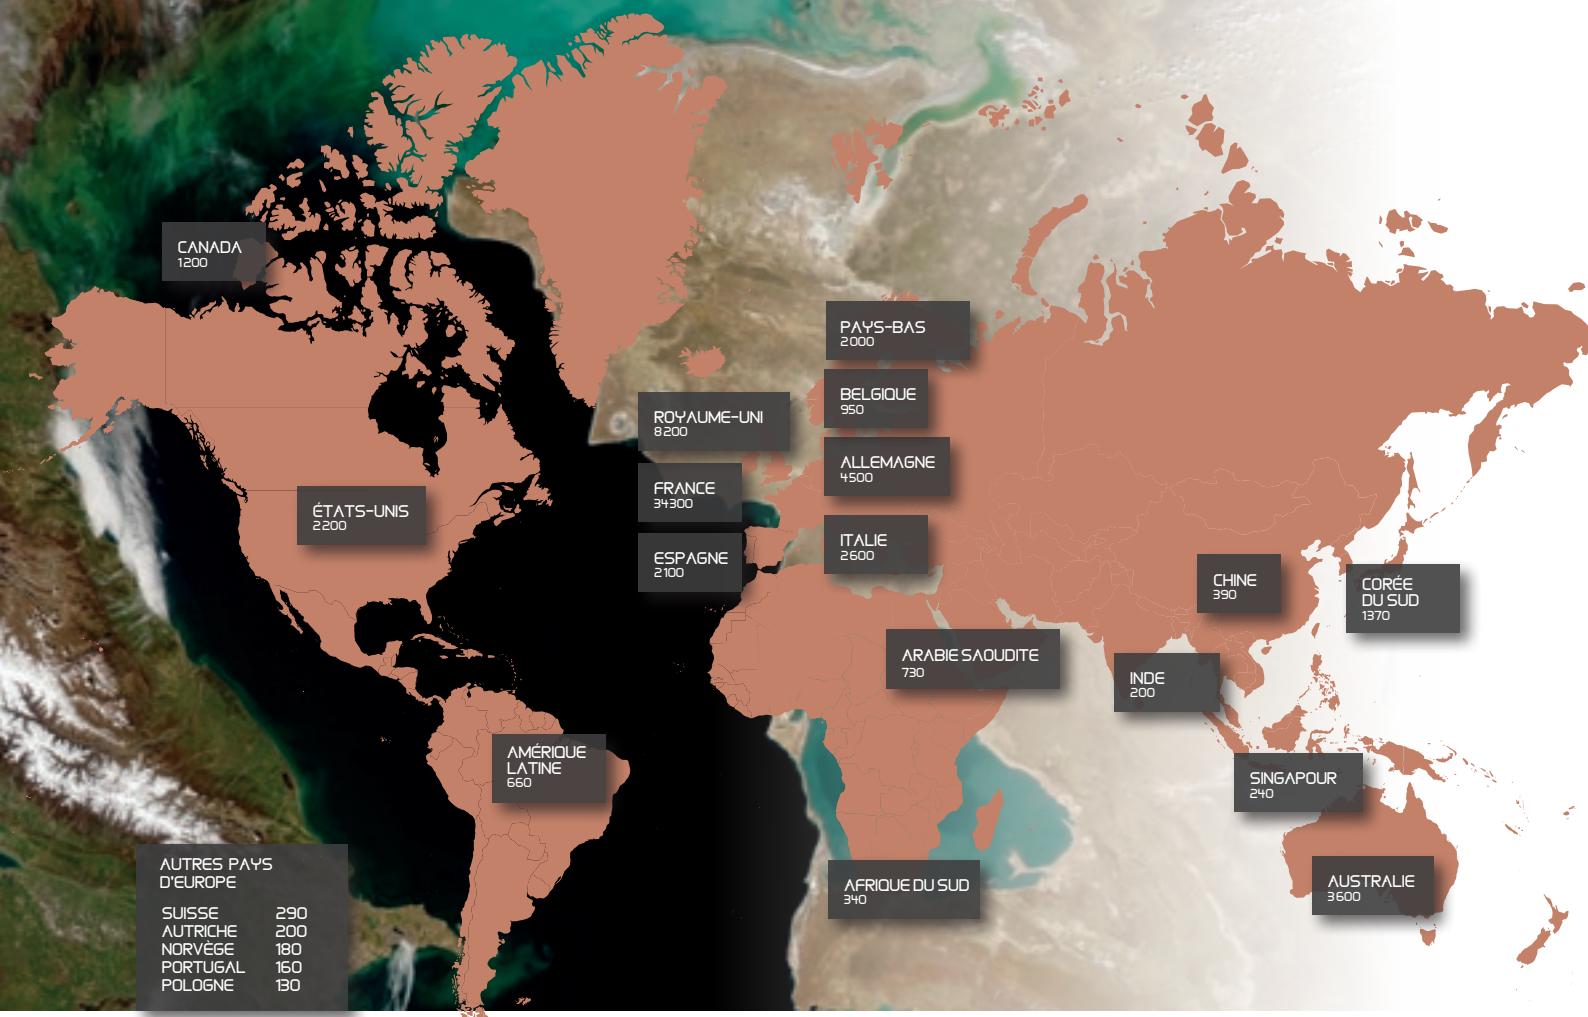 CANADA
1200
PAYS-BAS
2000
BELGIQUE
950
ROYAUME-UNI
8200
ALLEMAGNE
4500
FRANCE
34300
ÉTATS-UNIS
2200
ITALIE
2600
ESPAGNE
2100
CHINE
390
CORÉE
DU SUD
1370
ARABIE SAOUDITE
730
INDE
200
AMÉRIQUE
LATINE
660
SINGAPOUR
240
AFRIQUE DU SUD
340
AUSTRALIE
3600
AUTRES PAYS
D'EUROPE
SUISSE 290
AUTRICHE 200
NORVÈGE 180
PORTUGAL 160
POLOGNE 130